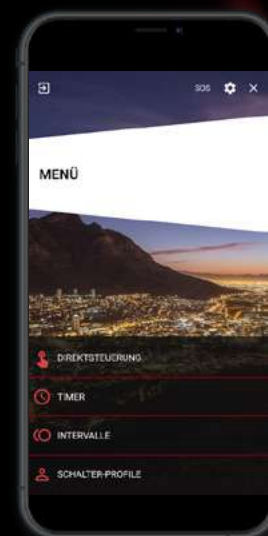 SOS
MENÜ
DIREKTSTEUERUNG
TIMER
INTERVALLE
SCHALTER-PROFILE